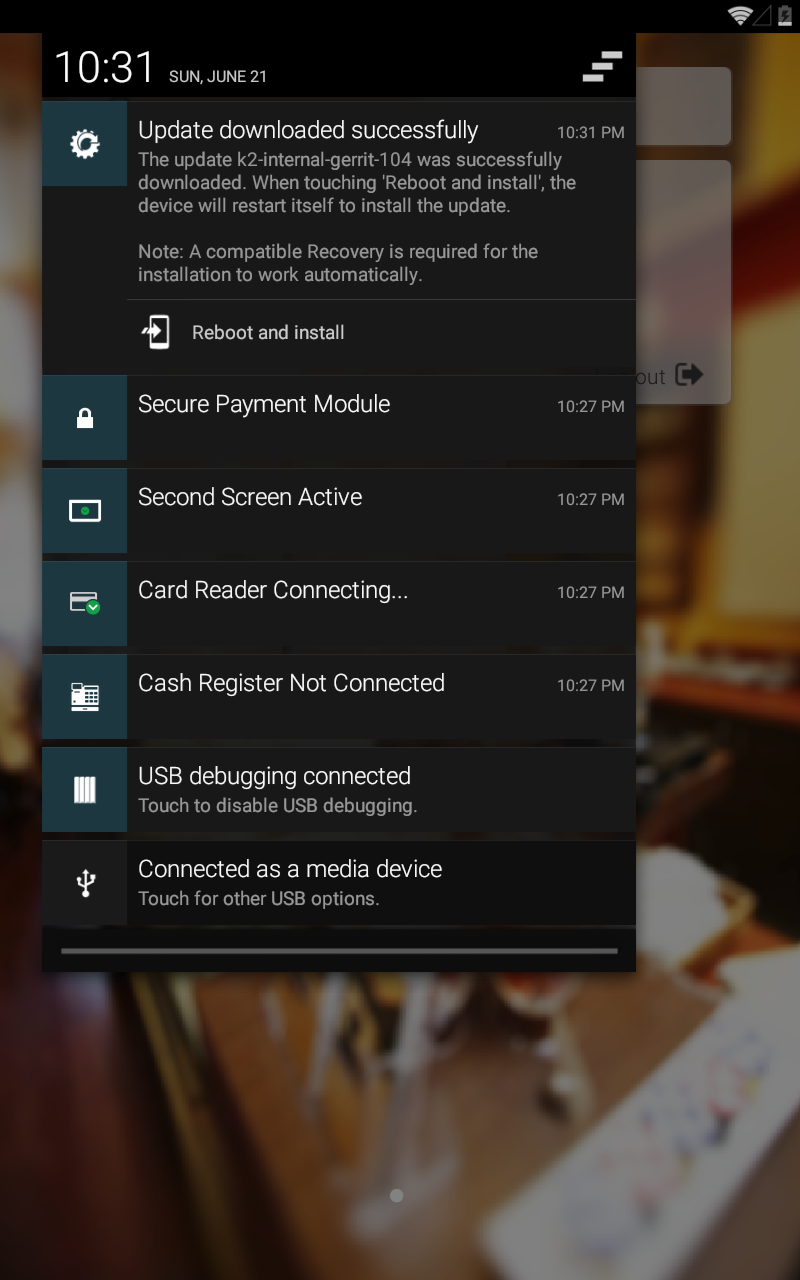 10:31 SUN, JUNE 21
Update downloaded successfully 10:31 PM
The update k2-internal-gerrit-104 was successfully
downloaded. When touching 'Reboot and install', the
device will restart itself to install the update.
Note: A compatible Recovery is required for the
installation to work automatically.
Reboot and install
out
Secure Payment Module 10:27 PM
Second Screen Active 10:27 PM
Card Reader Connecting... 10:27 PM
Cash Register Not Connected 10:27 PM
USB debugging connected
Touch to disable USB debugging.
Connected as a media device
Touch for other USB options.